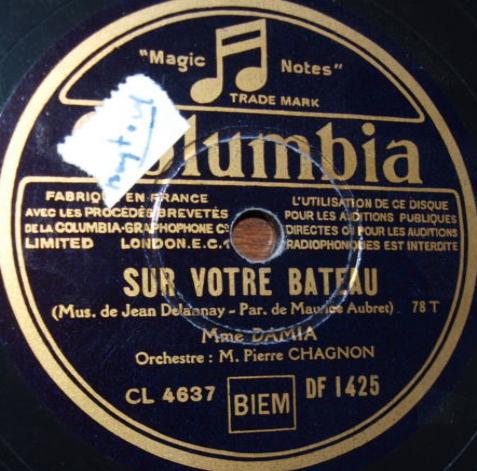 "Magic Notes"
TRADE MARK
Columbia
FABRIQUÉ EN FRANCE
AVEC LES PROCÉDÉS BREVETÉS
DE LA COLUMBIA-GRAPHOPHONE Cº
LIMITED LONDON.E.C.1
L'UTILISATION DE CE DISQUE
POUR LES AUDITIONS PUBLIQUES
DIRECTES OU POUR LES AUDITIONS
RADIOPHONIQUES EST INTERDITE
SUR VOTRE BATEAU
(Mus. de Jean Delannay - Par. de Maurice Aubret) 78 T
Mme DAMIA
Orchestre : M. Pierre CHAGNON
CL 4637 BIEM DF 1425